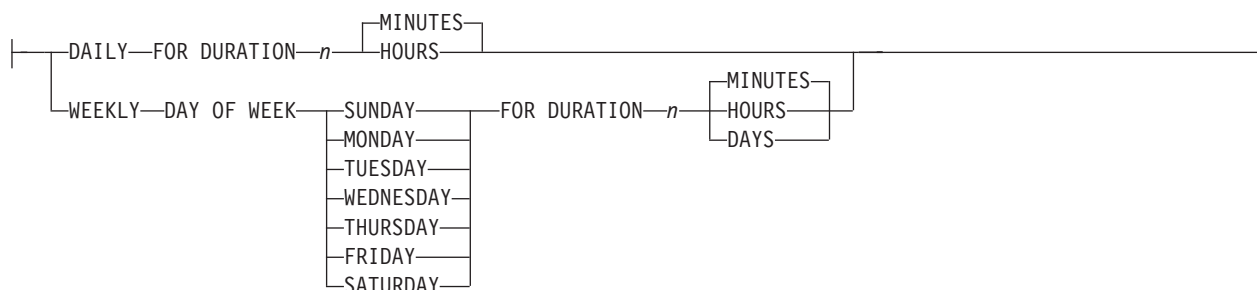 MINUTES
DAILY FOR DURATION n HOURS
MINUTES
WEEKLY DAY OF WEEK SUNDAY FOR DURATION n HOURS
MONDAY DAYS
TUESDAY
WEDNESDAY
THURSDAY
FRIDAY
SATURDAY